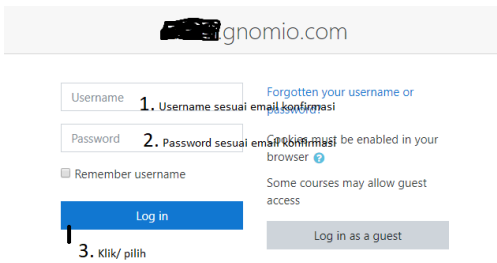 gnomio.com
Username
1. Username sesuai email konfirmasi
Password
2. Password sesuai email konfirmasi
Remember username
Log in
3. Klik/ pilih
Forgotten your username or
password?
Cookies must be enabled in your
browser
Some courses may allow guest
access
Log in as a guest